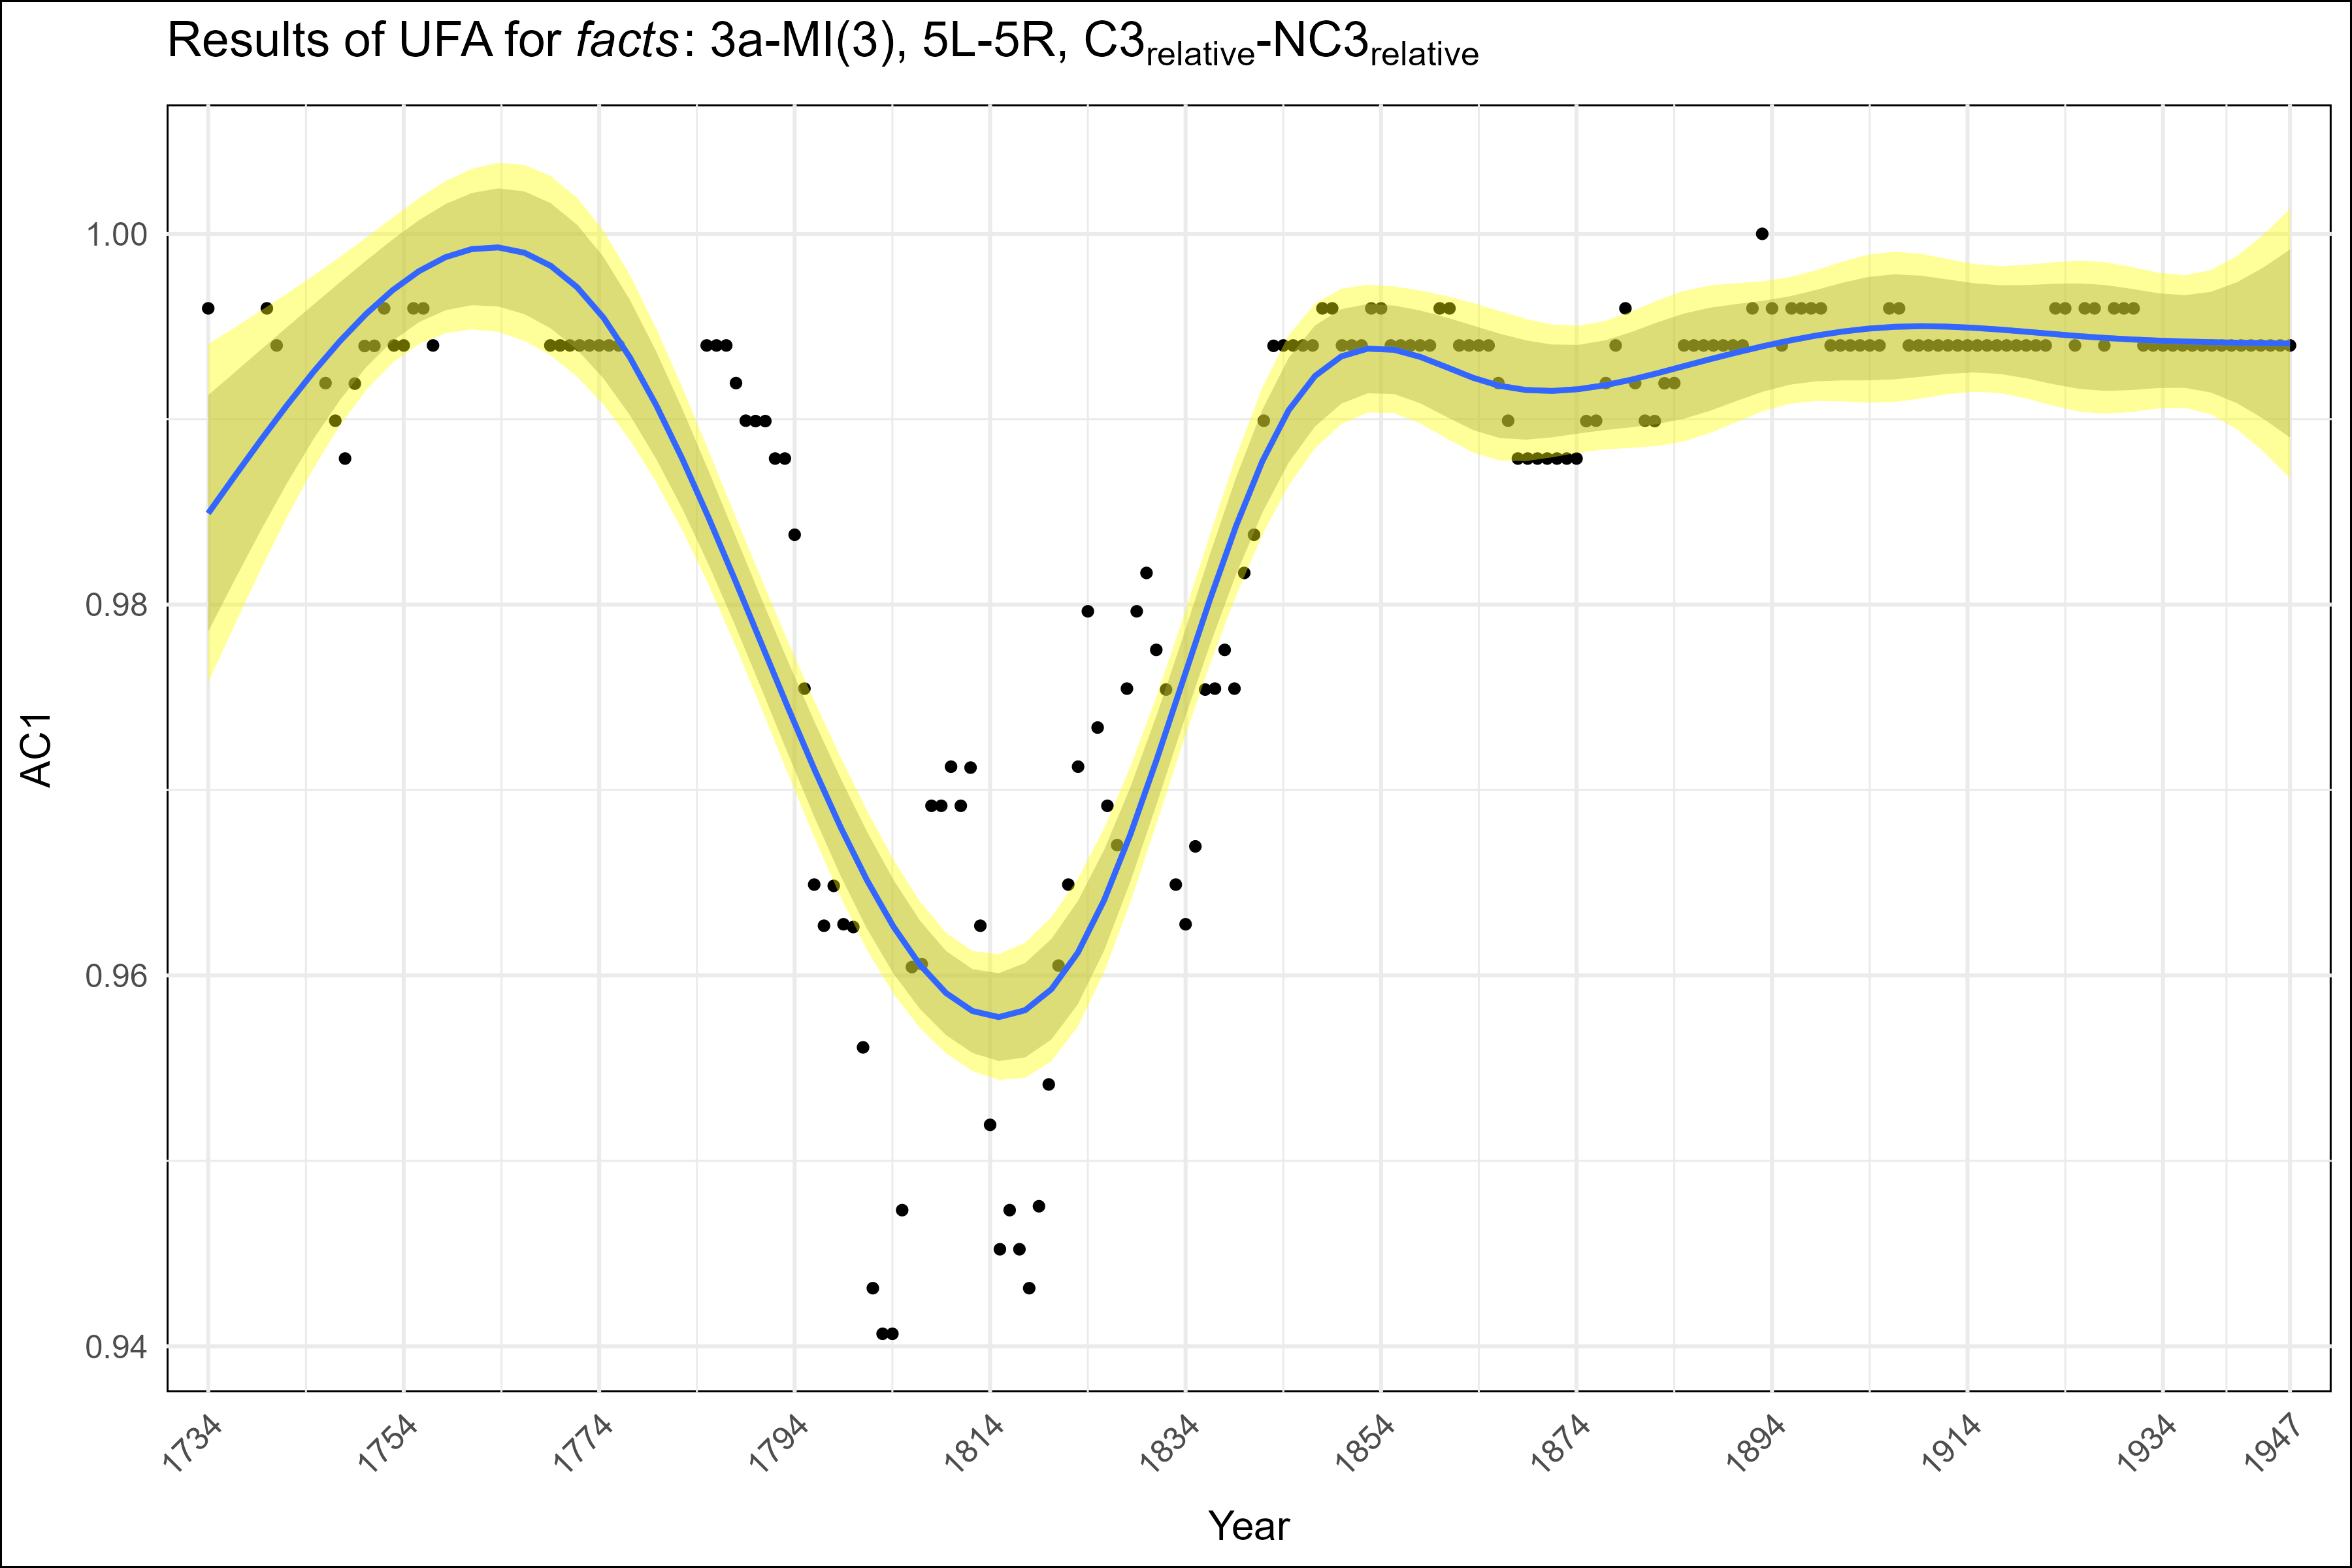 Results of UFA for facts: 3a-MI(3), 5L-5R, C3relative-NC3relative
1.00
0.98
0.96
0.94
AC1
1734 1754 1774 1794 1814 1834 1854 1874 1894 1914 1934 1947
Year